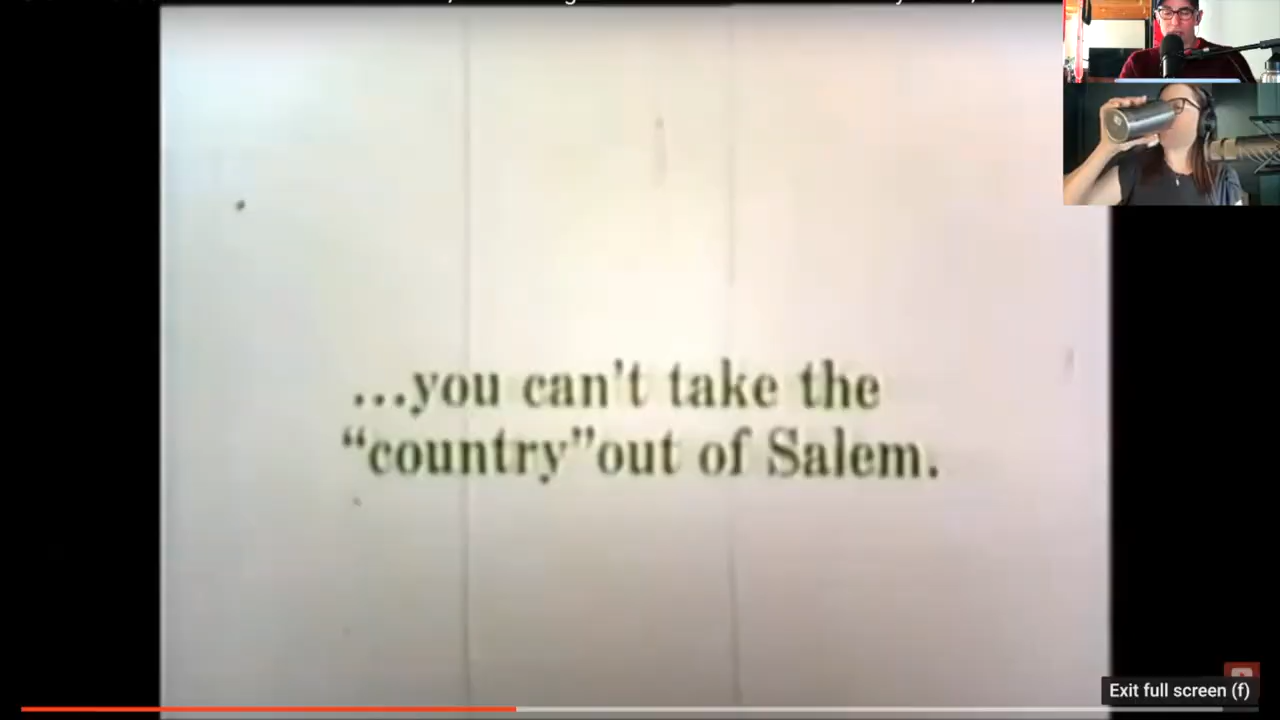 ...you can't take the
“country”out of Salem.
Exit full screen (f)